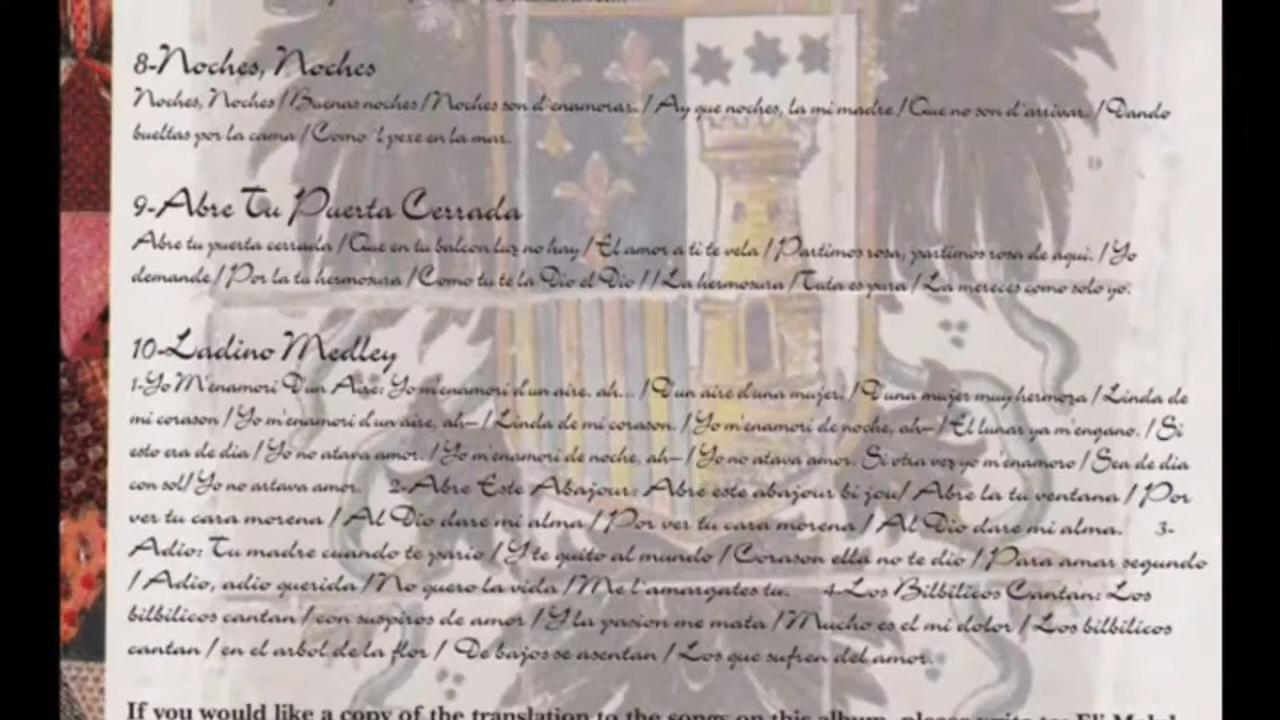 8-Noches, Noches
Noches, Noches / Buenas noches / Noches son d'enamorar. / Ay que noches, la mi madre / Que no son d'arrivar. / Dando
bueltas por la cama / Como 'l pexe en la mar.
9-Abre Tu Puerta Cerrada
Abre tu puerta cerrada / Que en tu balcon luz no hay / El amor a ti te vela / Partimos rosa, partimos rosa de aqui. / Yo
demande / Por la tu hermosura / Como tu te la Dio el Dio / / La hermosura / Tuta es pura / La mereces como solo yo.
10-Ladino Medley
1-Yo M'enamori D'un Aire: Yo m'enamori d'un aire, ah... / D'un aire d'una mujer. / D'una mujer muy hermoza / Linda de
mi corason / Yo m'enamori d'un aire, ah— / Linda de mi corason. / Yo m'enamori de noche, ah— / El lunar ya m'engano. / Si
esto era de dia / Yo no atava amor. / Yo m'enamori de noche, ah— / Yo no atava amor. Si otra vez yo m'enamoro / Sea de dia
con sol/ Yo no artava amor. 2-Abre Este Abajour: Abre este abajour bi jou/ Abre la tu ventana / Por
ver tu cara morena / Al Dio dare mi alma / Por ver tu cara morena / Al Dio dare mi alma. 3-
Adio: Tu madre cuando te pario / Y te quito al mundo / Corason ella no te dio / Para amar segundo
/ Adio, adio querida / No quero la vida / Me l'amargates tu. 4-Los Bilbilicos Cantan: Los
bilbilicos cantan / con suspiros de amor / Y la pasion me mata / Mucho es el mi dolor / Los bilbilicos
cantan / en el arbol de la flor / De bajos se asentan / Los que sufren del amor.
If you would like a copy of the translation to the songs on this album, please write to: